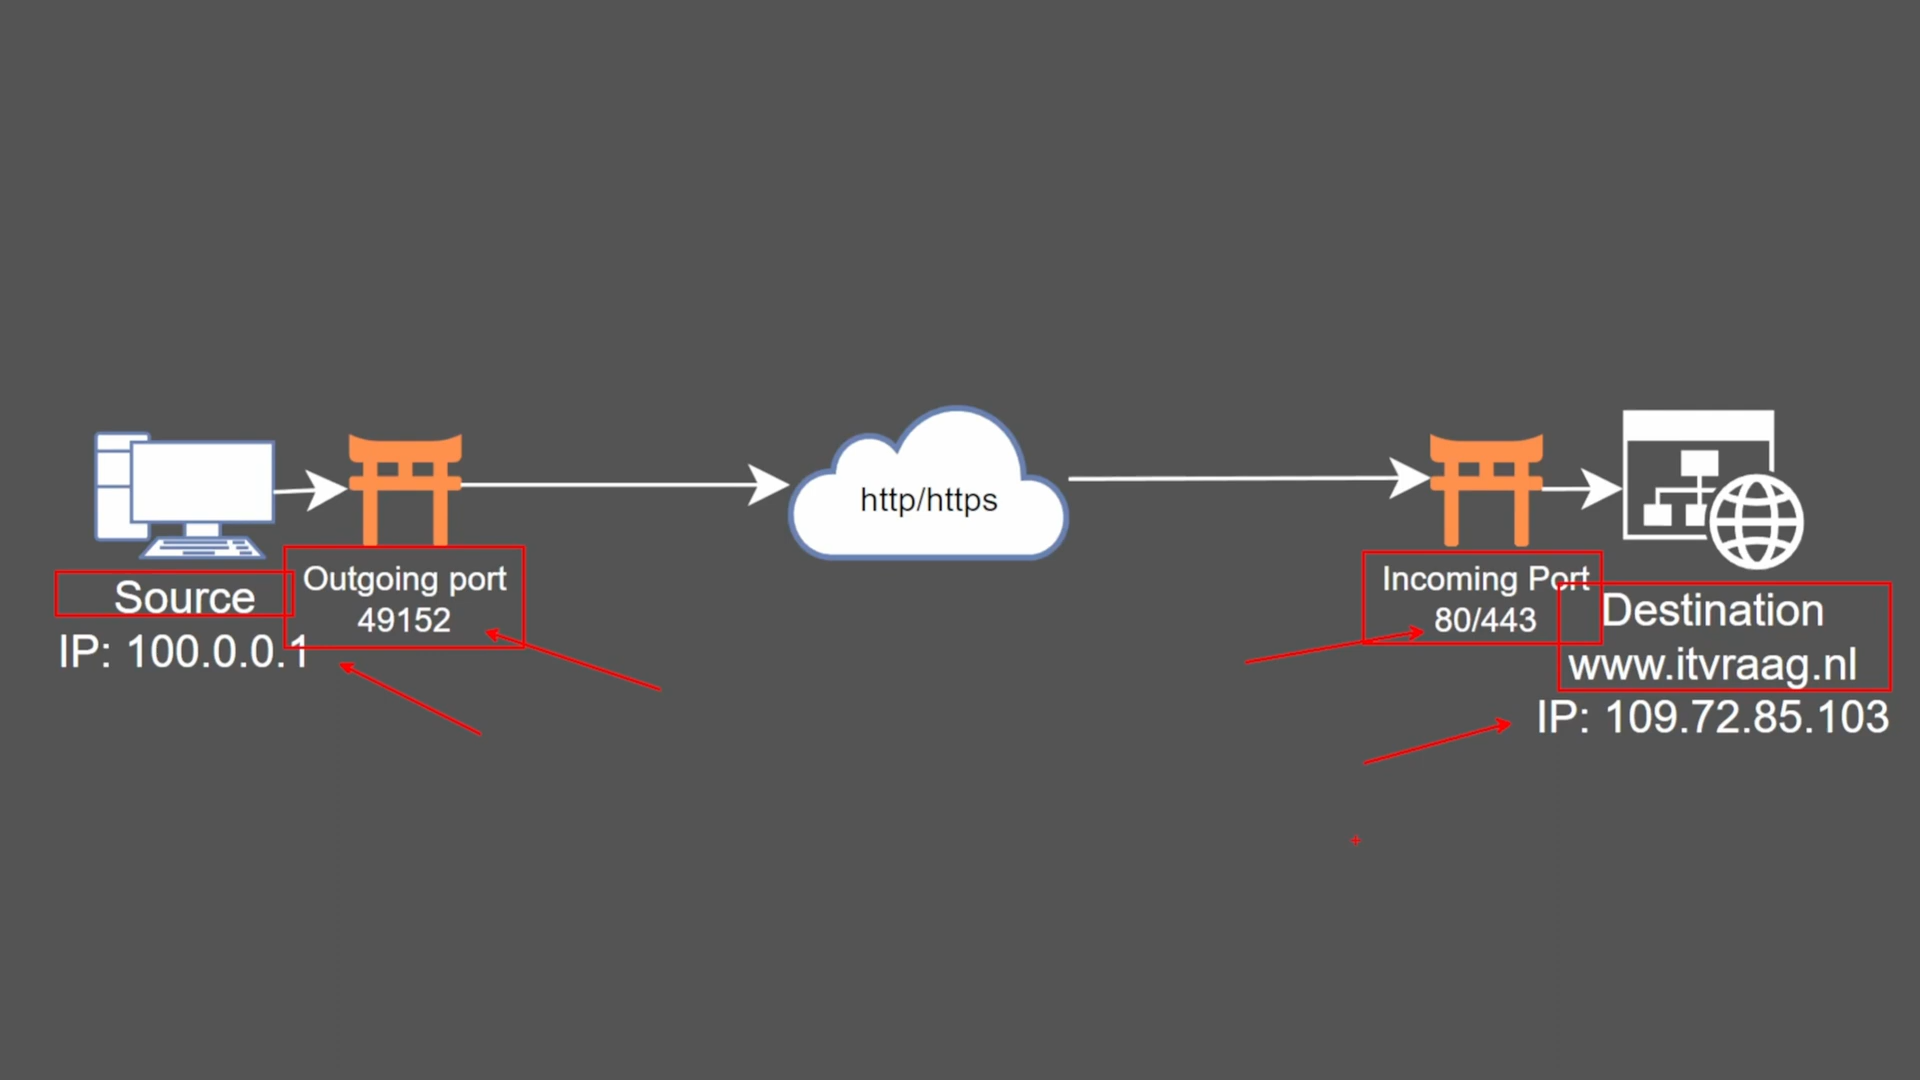 Source
IP: 100.0.0.1
Outgoing port
49152
http/https
Incoming Port
80/443
Destination
www.itvraag.nl
IP: 109.72.85.103